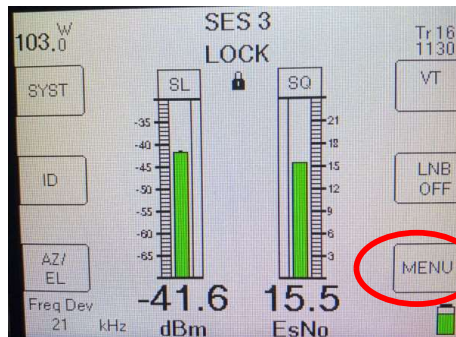 SES 3
103.0 W
LOCK
Tr 16
1130
SYST
SL
SQ
VT
-35
-40
-45
-50
-55
-60
-65
21
18
15
12
9
6
3
ID
LNB
OFF
AZ/
EL
MENU
Freq Dev
21 kHz
-41.6
dBm
15.5
EsNo